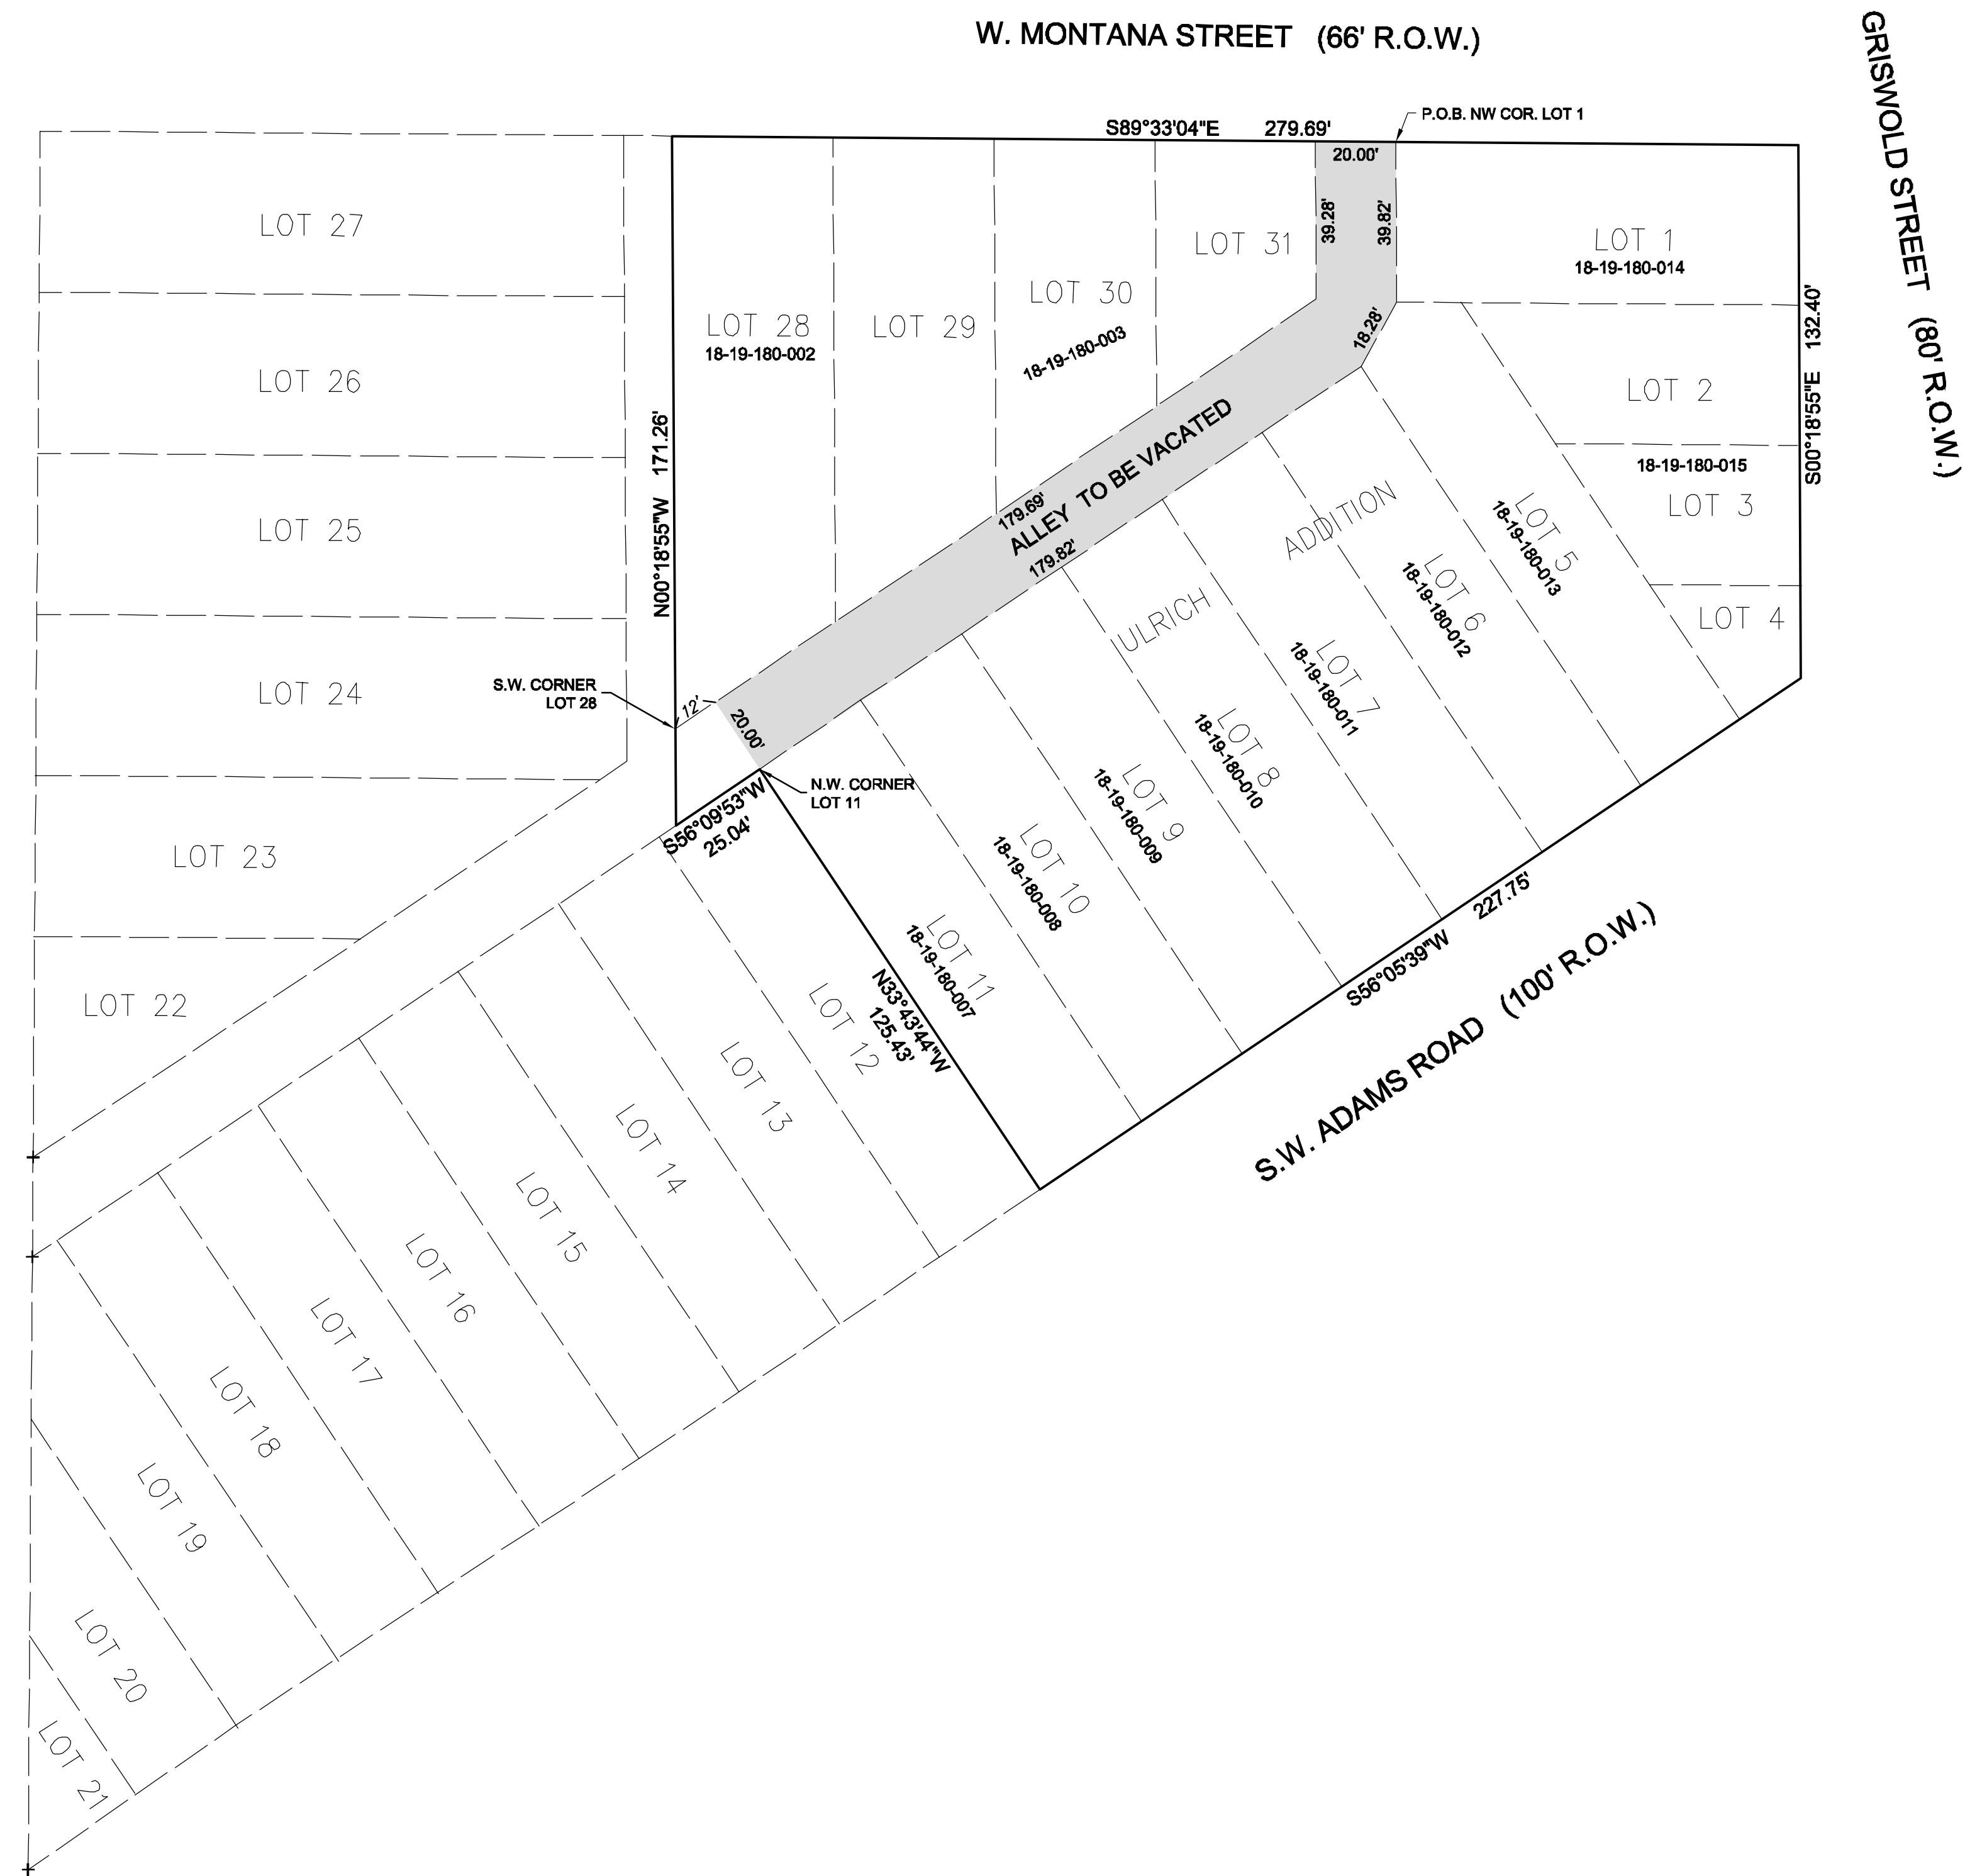 W. MONTANA STREET (66' R.O.W.)
GRISWOLD STREET (80' R.O.W.)
P.O.B. NW COR. LOT 1
S89°33'04"E 279.69'
20.00'
39.28'
39.82'
18.28'
LOT 27
LOT 26
LOT 25
LOT 24
LOT 23
LOT 22
LOT 28
18-19-180-002
LOT 29
LOT 30
18-19-180-003
LOT 31
LOT 1
18-19-180-014
LOT 2
18-19-180-015
LOT 3
LOT 4
S00°18'55"E 132.40'
N00°18'55"W 171.26'
179.69'
ALLEY TO BE VACATED
179.82'
ULRICH ADDITION
S.W. CORNER
LOT 28
12'
20.00'
N.W. CORNER
LOT 11
S56°09'53"W
25.04'
LOT 5
18-19-180-013
LOT 6
18-19-180-012
LOT 7
18-19-180-011
LOT 8
18-19-180-010
LOT 9
18-19-180-009
LOT 10
18-19-180-008
LOT 11
18-19-180-007
N33°43'44"W
125.43'
S56°05'39"W 227.75'
S.W. ADAMS ROAD (100' R.O.W.)
LOT 12
LOT 13
LOT 14
LOT 15
LOT 16
LOT 17
LOT 18
LOT 19
LOT 20
LOT 21